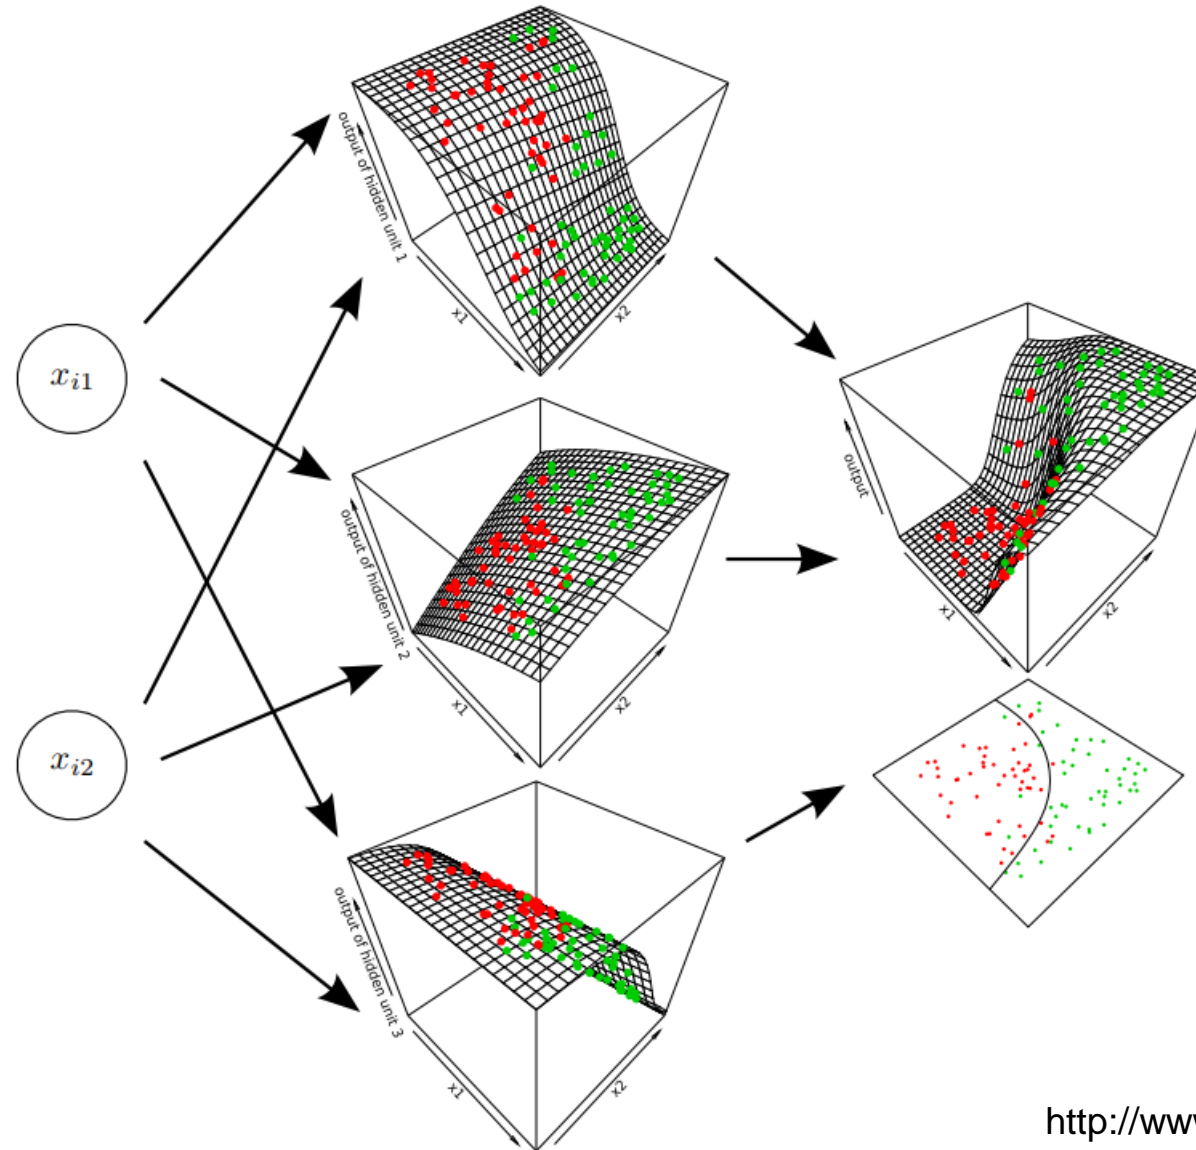 output of hidden unit 1
x1
x2
x_{i1}
output of hidden unit 2
x1
x2
output
x1
x2
x_{i2}
output of hidden unit 3
x1
x2
http://www